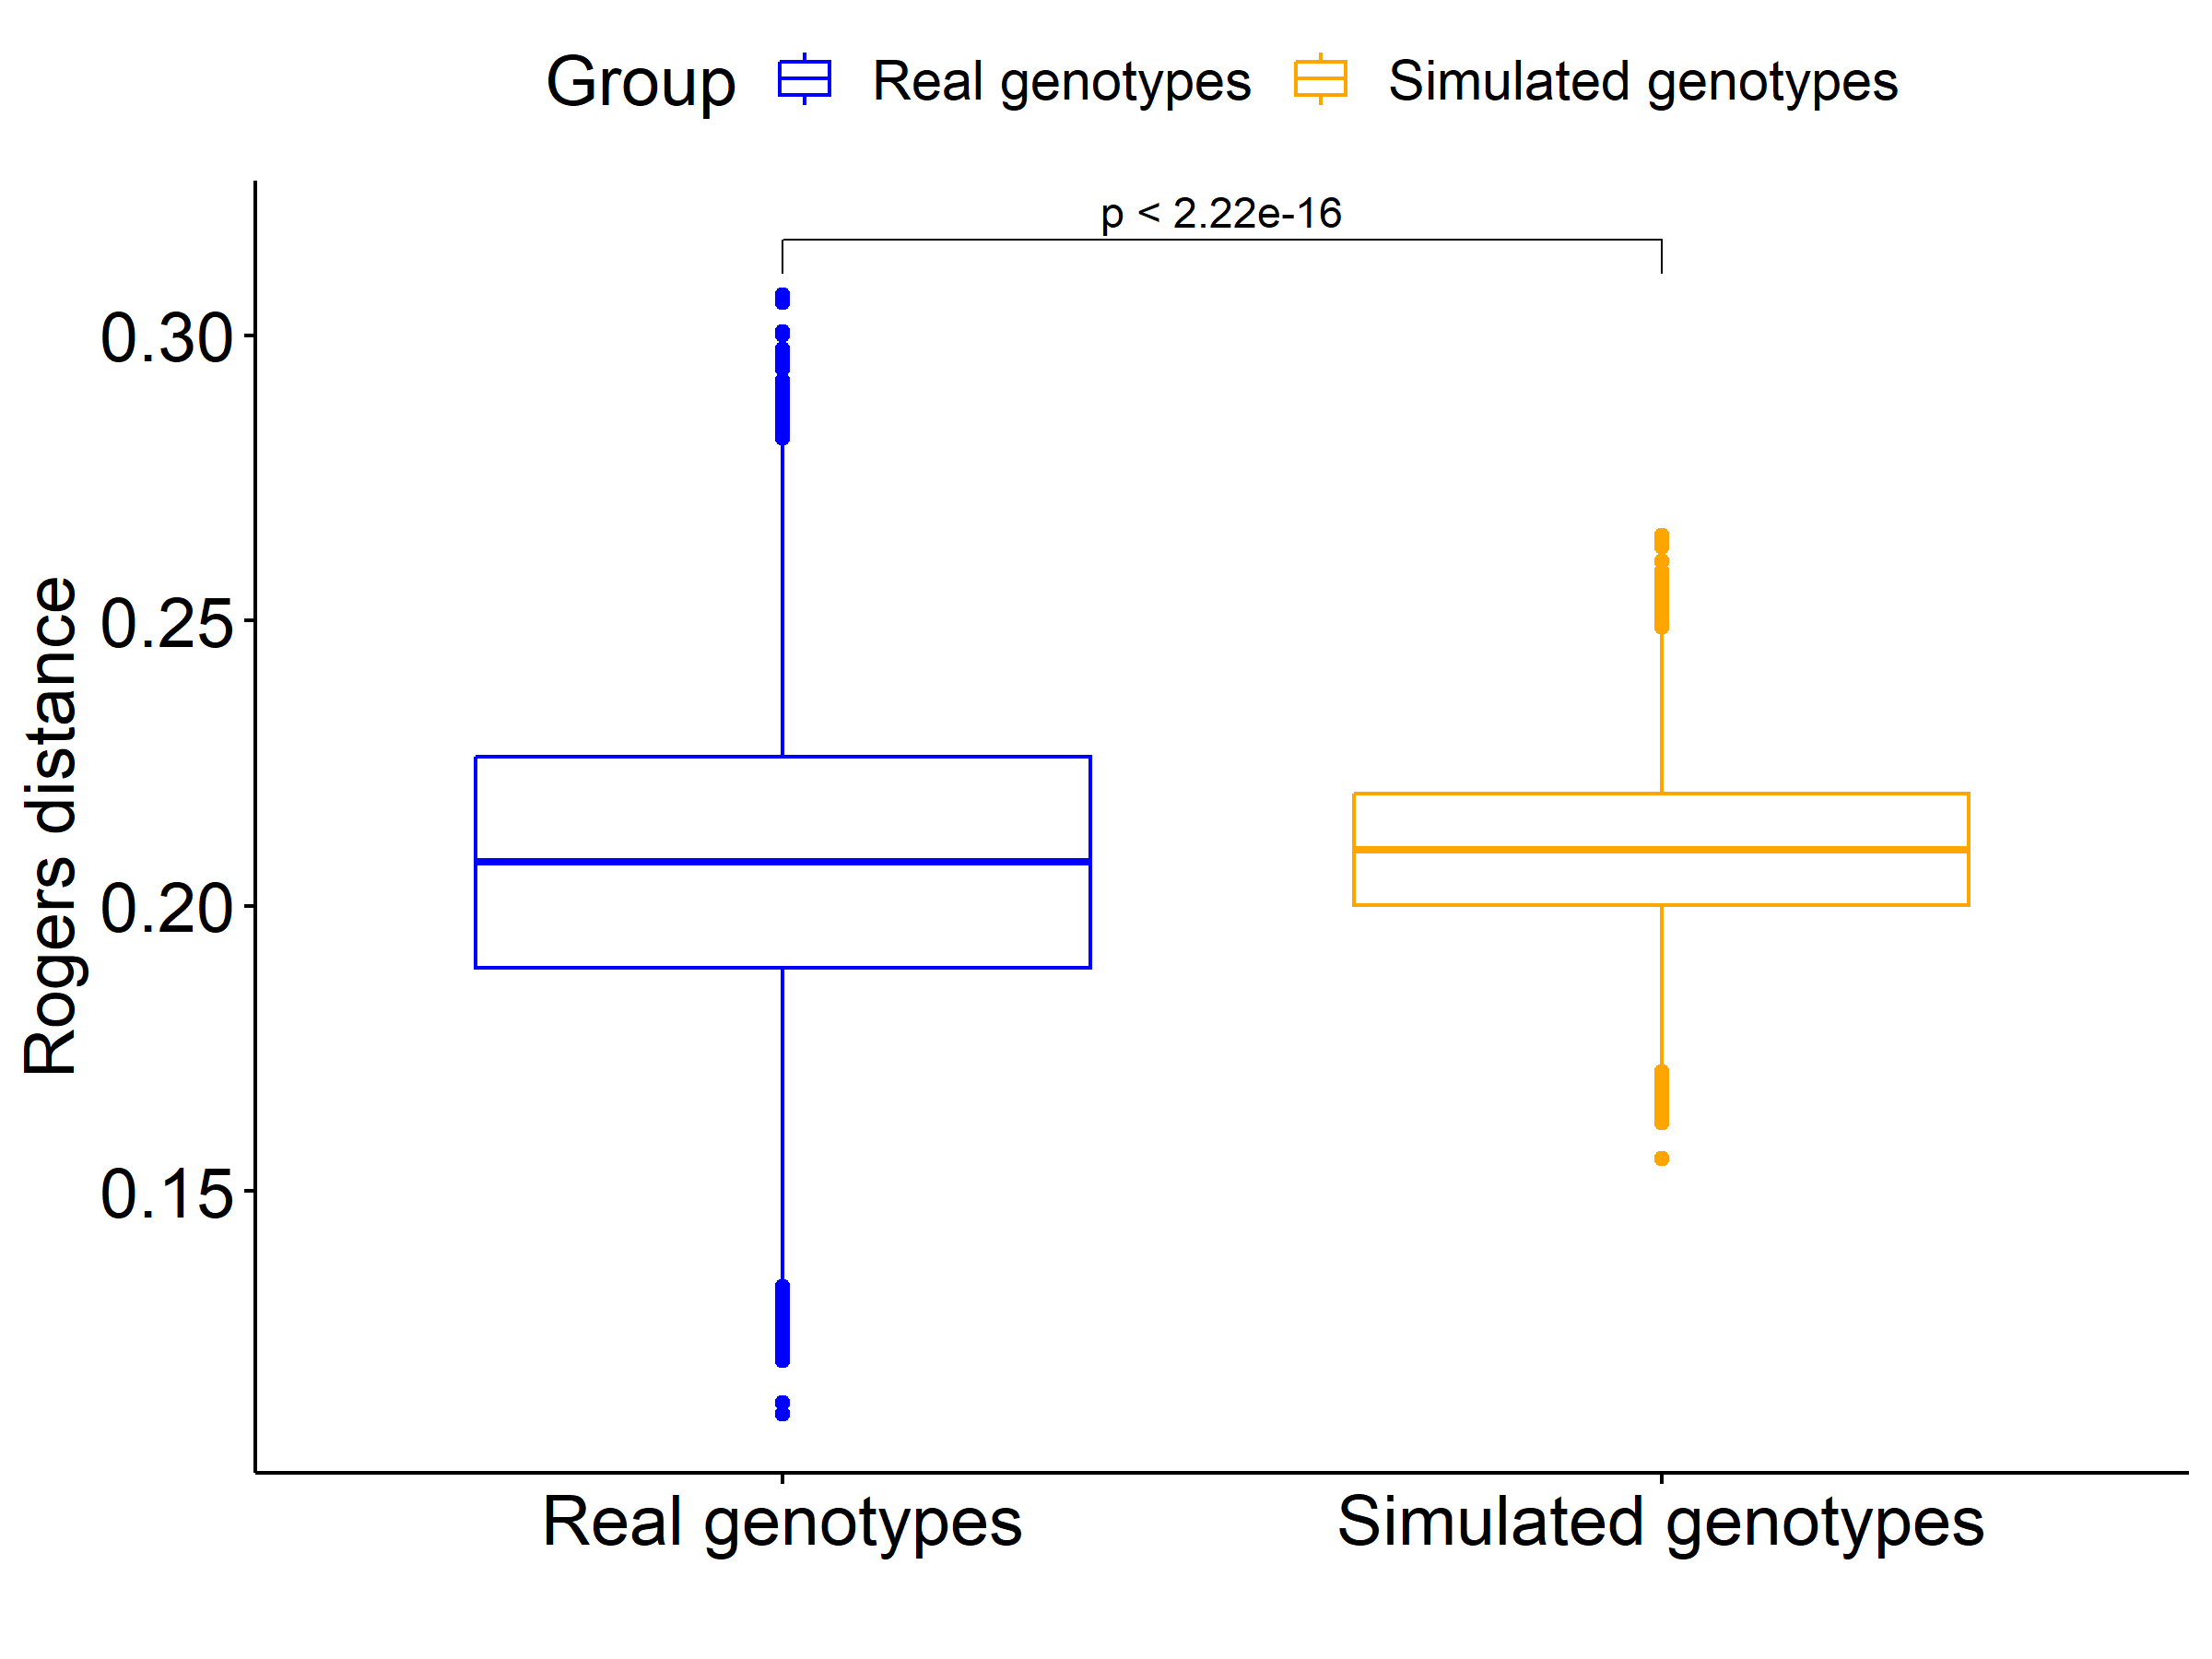 Group Real genotypes Simulated genotypes
p < 2.22e-16
0.30
0.25
0.20
0.15
Rogers distance
Real genotypes Simulated genotypes